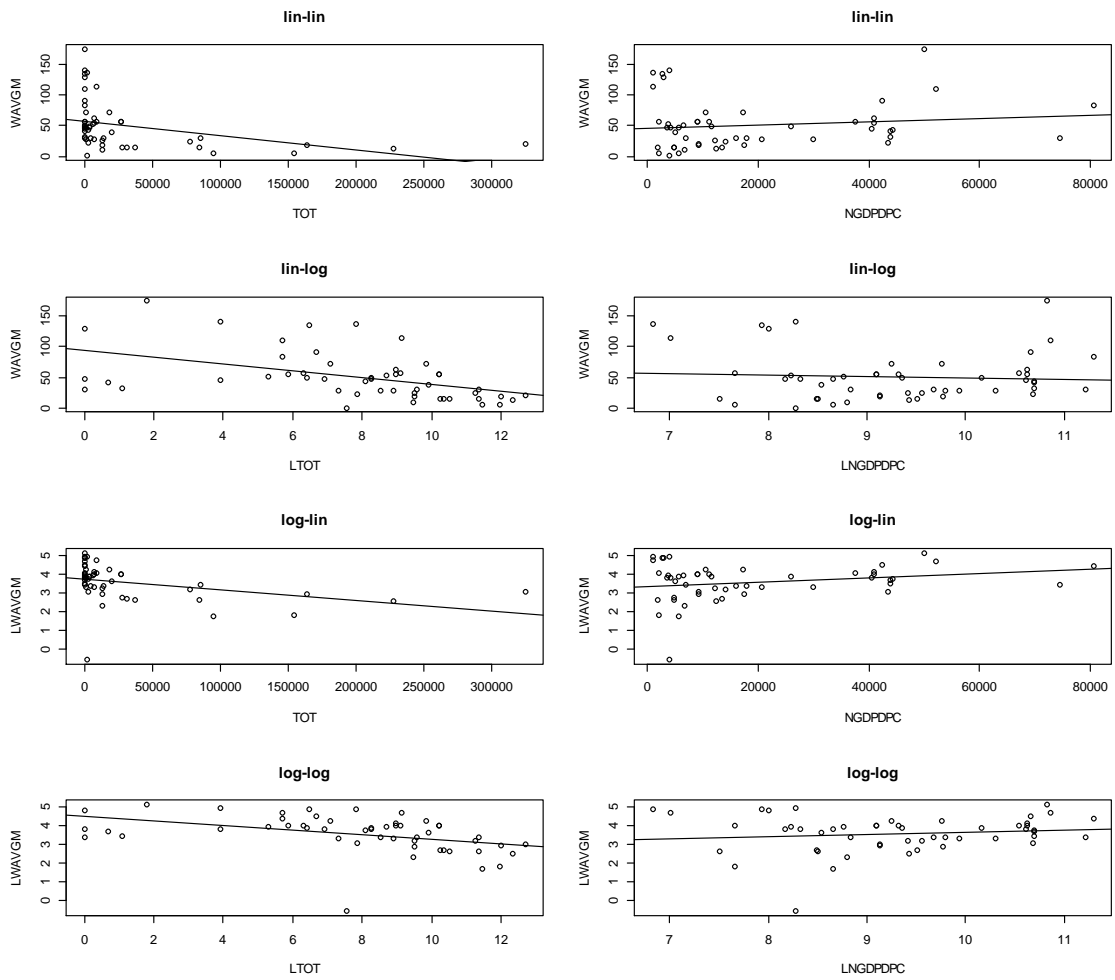 lin-lin
WAVGM
0 50 100 150
0 50000 100000 150000 200000 250000 300000
TOT
lin-lin
WAVGM
0 50 100 150
0 20000 40000 60000 80000
NGDPDPC
lin-log
WAVGM
0 50 100 150
0 2 4 6 8 10 12
LTOT
lin-log
WAVGM
0 50 100 150
7 8 9 10 11
LNGDPDPC
log-lin
LWAVGM
0 1 2 3 4 5
0 50000 100000 150000 200000 250000 300000
TOT
log-lin
LWAVGM
0 1 2 3 4 5
0 20000 40000 60000 80000
NGDPDPC
log-log
LWAVGM
0 1 2 3 4 5
0 2 4 6 8 10 12
LTOT
log-log
LWAVGM
0 1 2 3 4 5
7 8 9 10 11
LNGDPDPC